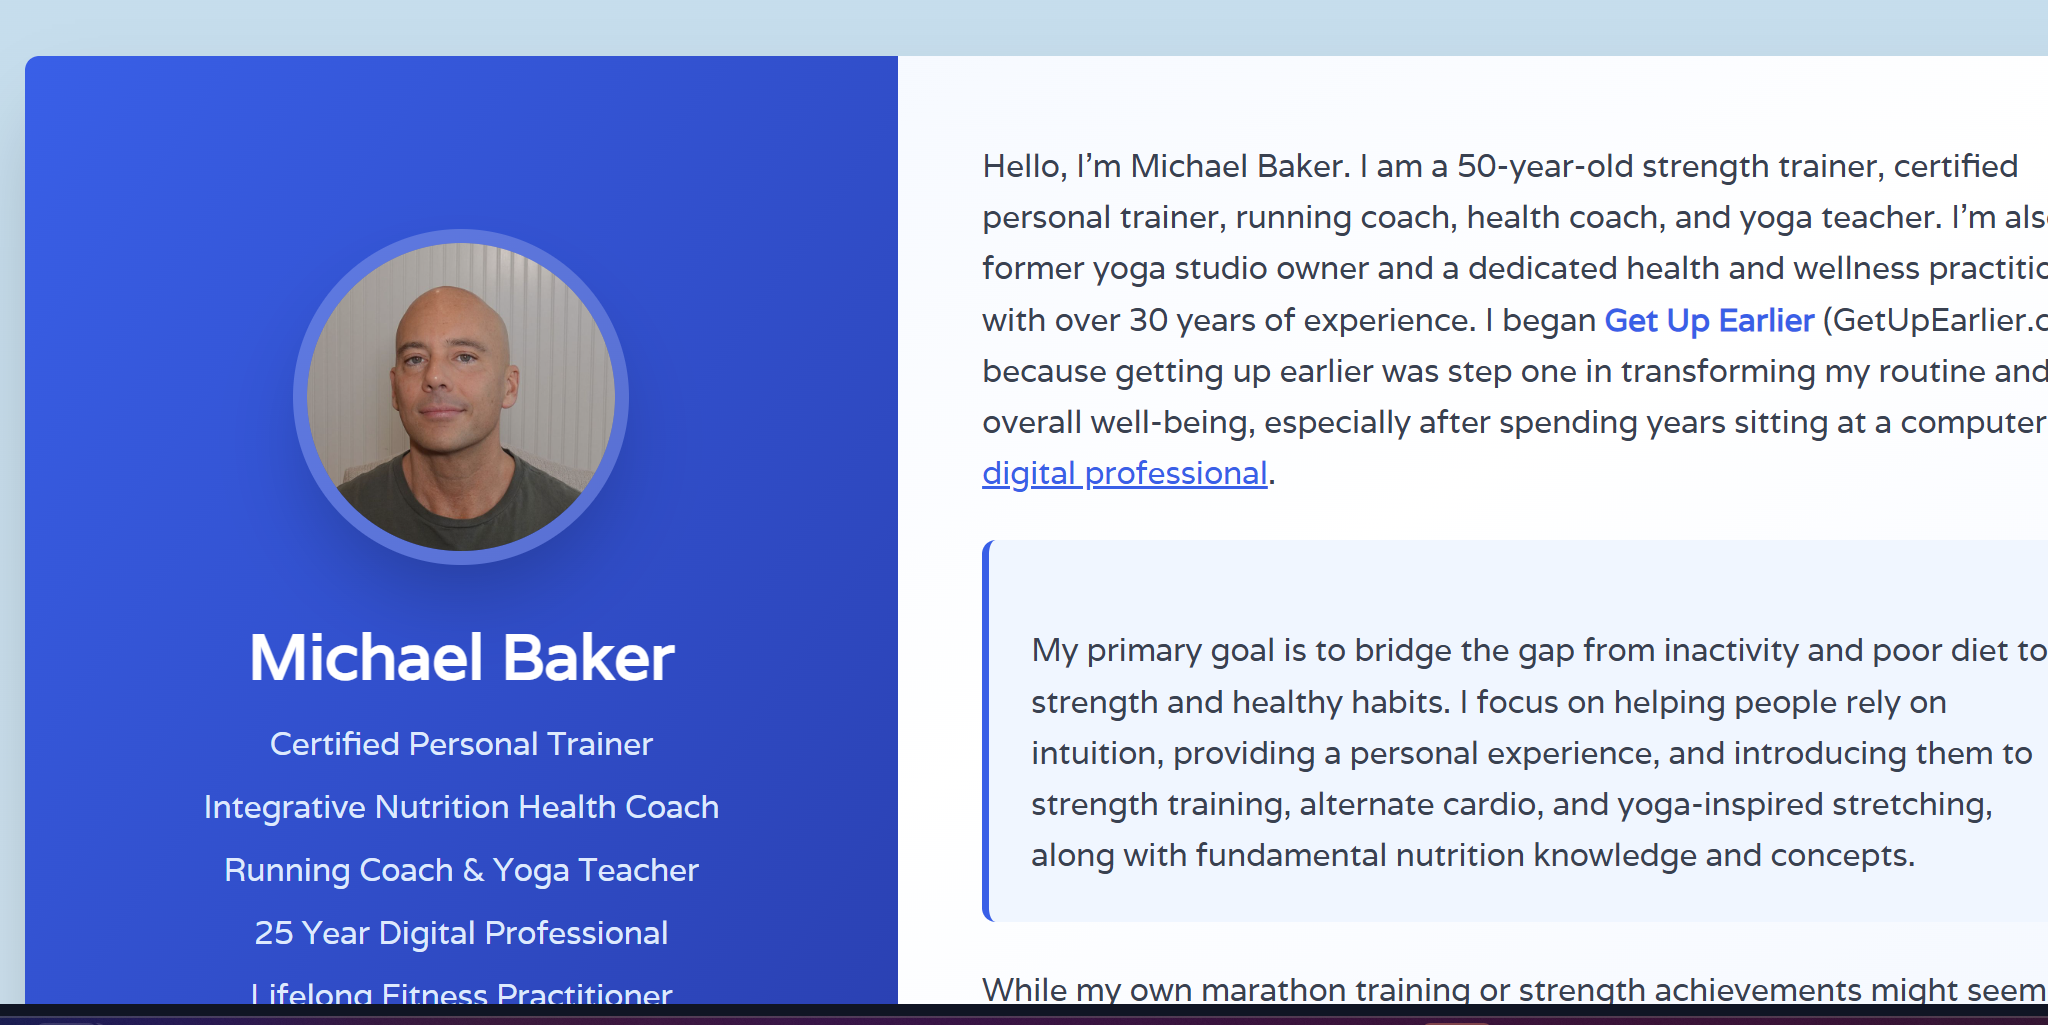 Michael Baker
Certified Personal Trainer
Integrative Nutrition Health Coach
Running Coach & Yoga Teacher
25 Year Digital Professional
Lifelong Fitness Practitioner
Hello, I’m Michael Baker. I am a 50-year-old strength trainer, certified
personal trainer, running coach, health coach, and yoga teacher. I’m
former yoga studio owner and a dedicated health and wellness
with over 30 years of experience. I began Get Up Earlier
because getting up earlier was step one in transforming my routine and
overall well-being, especially after spending years sitting at a computer
digital professional.
My primary goal is to bridge the gap from inactivity and poor diet to
strength and healthy habits. I focus on helping people rely on
intuition, providing a personal experience, and introducing them to
strength training, alternate cardio, and yoga-inspired stretching,
along with fundamental nutrition knowledge and concepts.
While my own marathon training or strength achievements might seem